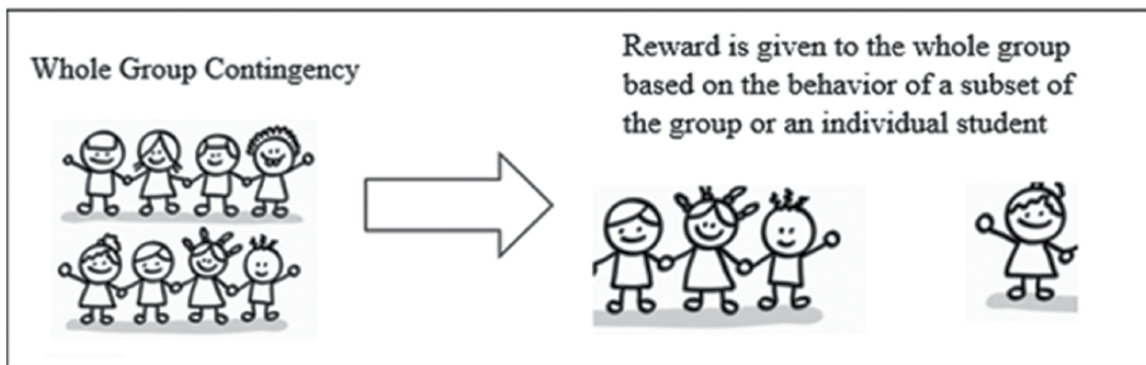 Whole Group Contingency
Reward is given to the whole group
based on the behavior of a subset of
the group or an individual student